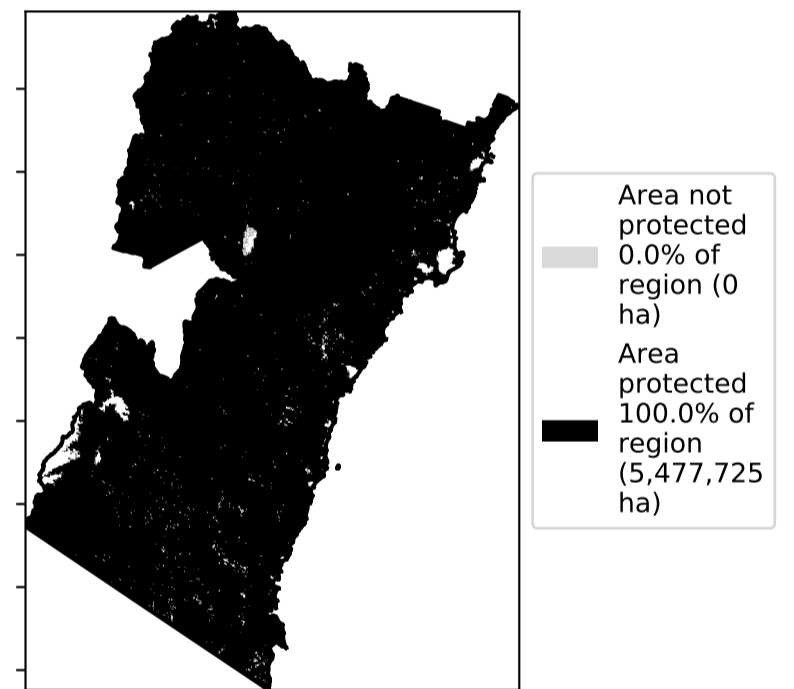 Area not
protected
0.0% of
region (0
ha)
Area
protected
100.0% of
region
(5,477,725
ha)